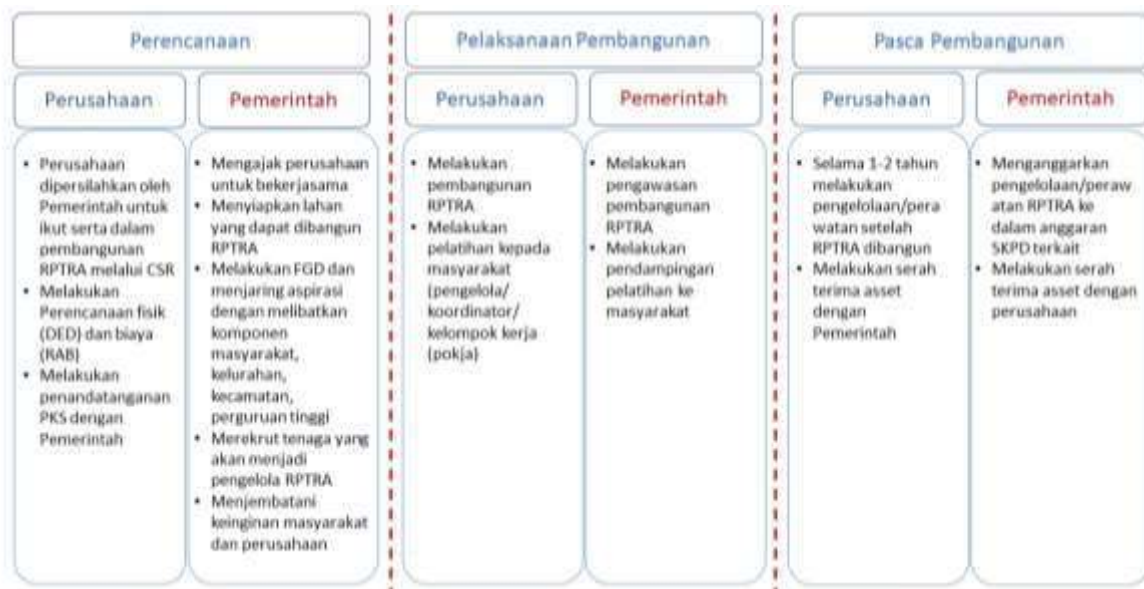 Perencanaan
Perusahaan
• Perusahaan
dipersilahkan oleh
Pemerintah untuk
ikut serta dalam
pembangunan
RPTRA melalui CSR
• Melakukan
Perencanaan fisik
(DED) dan biaya
(RAB)
• Melakukan
penandatanganan
PKS dengan
Pemerintah
Pemerintah
• Mengajak perusahaan
untuk bekerjasama
• Menyiapkan lahan
yang dapat dibangun
RPTRA
• Melakukan FGD dan
menjaring aspirasi
dengan melibatkan
komponen
masyarakat,
kelurahan,
kecamatan,
perguruan tinggi
• Merekrut tenaga yang
akan menjadi
pengelola RPTRA
• Menjembatani
keinginan masyarakat
dan perusahaan
Pelaksanaan Pembangunan
Perusahaan
• Melakukan
pembangunan
RPTRA
• Melakukan
pelatihan kepada
masyarakat
(pengelola/
koordinator/
kelompok kerja
(pokja)
Pemerintah
• Melakukan
pengawasan
pembangunan
RPTRA
• Melakukan
pendampingan
pelatihan ke
masyarakat
Pasca Pembangunan
Perusahaan
• Selama 1-2 tahun
melakukan
pengelolaan/pera
watan setelah
RPTRA dibangun
• Melakukan serah
terima asset
dengan
Pemerintah
Pemerintah
• Menganggarkan
pengelolaan/peraw
atan RPTRA ke
dalam anggaran
SKPD terkait
• Melakukan serah
terima asset dengan
perusahaan